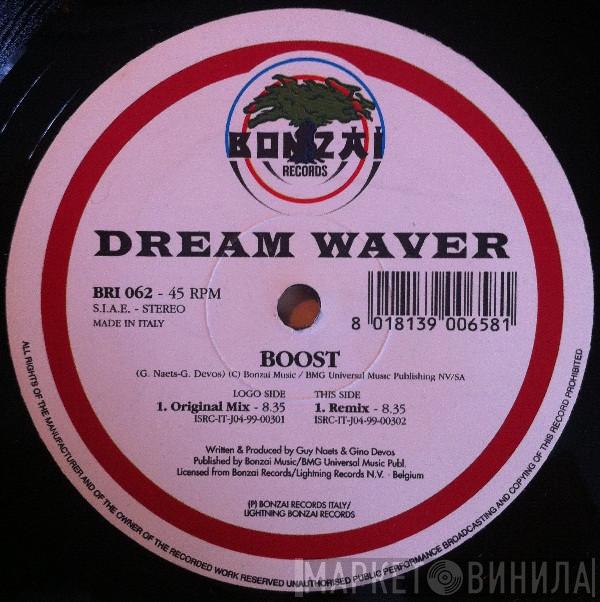 BONZAI
RECORDS
DREAM WAVER
BRI 062 - 45 RPM
S.I.A.E. - STEREO
MADE IN ITALY
8 018139 006581
BOOST
(G. Naets-G. Devos) (C) Bonzai Music / BMG Universal Music Publishing NV/SA
LOGO SIDE THIS SIDE
1. Original Mix - 8.35 1. Remix - 8.35
ISRC-IT-J04-99-00301 ISRC-IT-J04-99-00302
Written & Produced by Guy Naets & Gino Devos
Published by Bonzai Music/BMG Universal Music Publ.
Licensed from Bonzai Records/Lightning Records N.V. - Belgium
(P) BONZAI RECORDS ITALY/
LIGHTNING BONZAI RECORDS
ALL RIGHTS OF THE MANUFACTURER AND OF THE OWNER OF THE RECORDED WORK RESERVED UNAUTHORISED PUBLIC PERFORMANCE BROADCASTING AND COPYING OF THIS RECORD PROHIBITED
МАРКЕТ ВИНИЛА